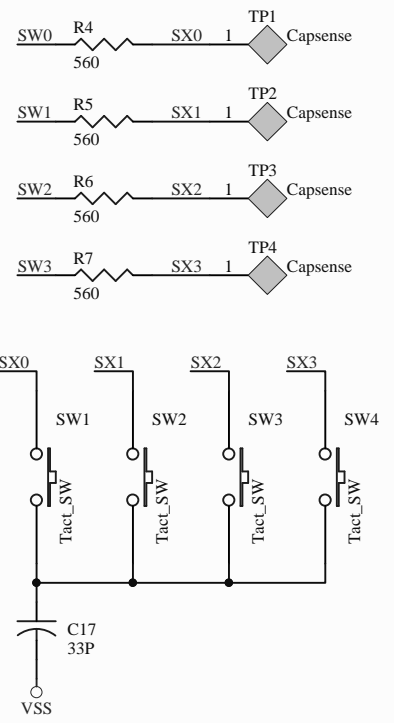 TP1
SW0 R4 SX0 1 Capsense
560
TP2
SW1 R5 SX1 1 Capsense
560
TP3
SW2 R6 SX2 1 Capsense
560
TP4
SW3 R7 SX3 1 Capsense
560
SX0 SX1 SX2 SX3
SW1 SW2 SW3 SW4
Tact_SW Tact_SW Tact_SW Tact_SW
C17
33P
VSS